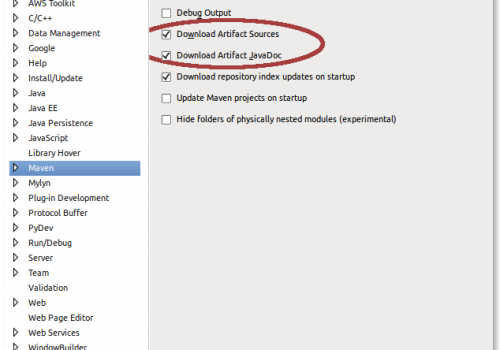 AWS Toolkit
C/C++
Data Management
Google
Help
Install/Update
Java
Java EE
Java Persistence
JavaScript
Library Hover
Maven
Mylyn
Plug-in Development
Protocol Buffer
PyDev
Run/Debug
Server
Team
Validation
Web
Web Page Editor
Web Services
WindowBuilder
Debug Output
Download Artifact Sources
Download Artifact JavaDoc
Download repository index updates on startup
Update Maven projects on startup
Hide folders of physically nested modules (experimental)